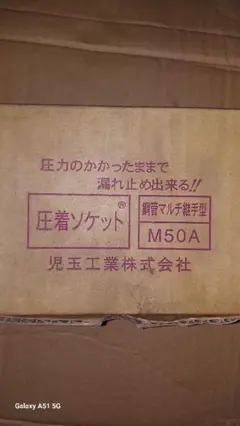 圧力のかかったままで
漏れ止め出来る!!
圧着ソケット®
鋼管マルチ継手型
M50A
児玉工業株式会社
Galaxy A51 5G